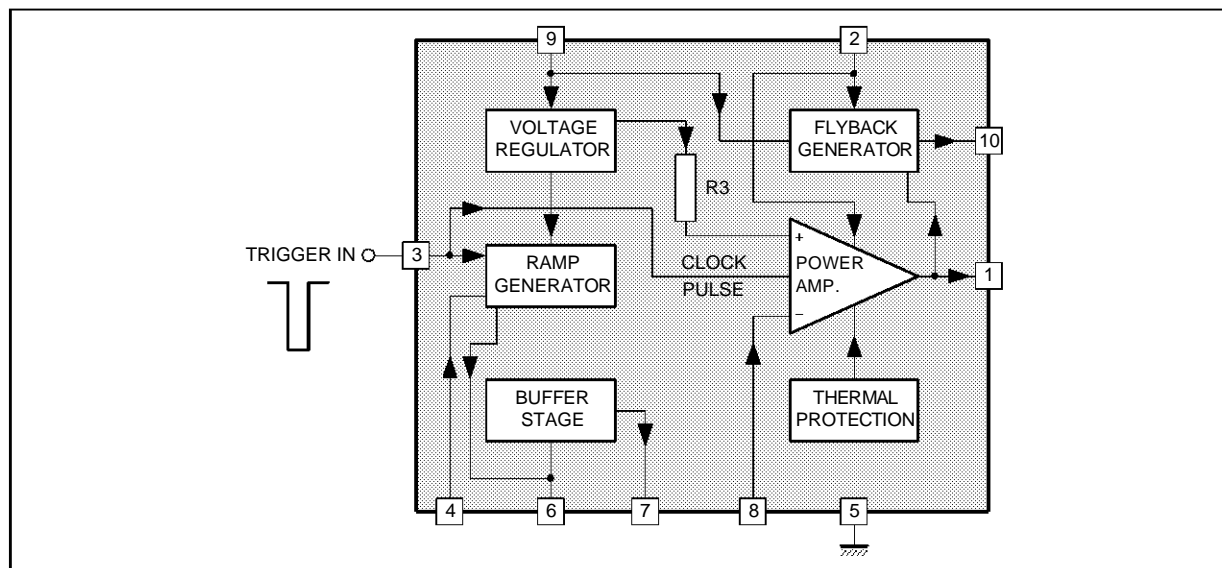 9
2
VOLTAGE
REGULATOR
FLYBACK
GENERATOR
10
R3
TRIGGER IN
3
RAMP
GENERATOR
CLOCK
PULSE
+
POWER
AMP.
−
1
BUFFER
STAGE
THERMAL
PROTECTION
4
6
7
8
5